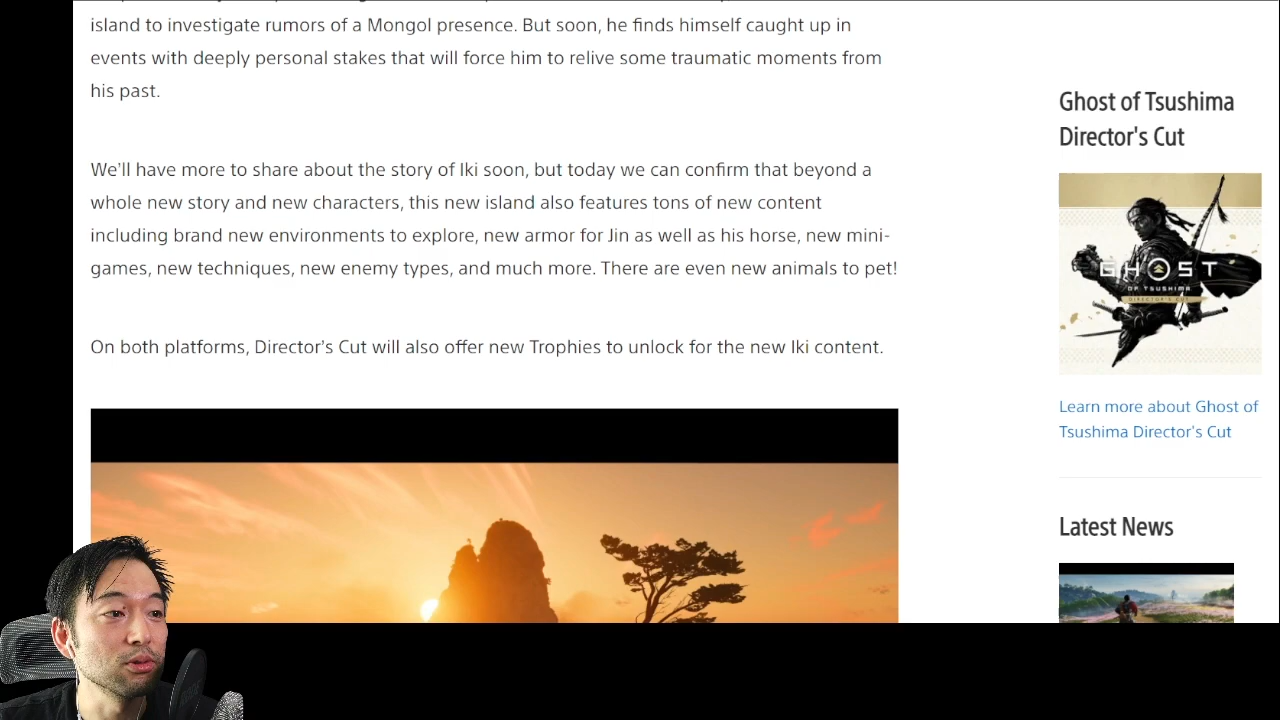 island to investigate rumors of a Mongol presence. But soon, he finds himself caught up in
events with deeply personal stakes that will force him to relive some traumatic moments from
his past.
We’ll have more to share about the story of Iki soon, but today we can confirm that beyond a
whole new story and new characters, this new island also features tons of new content
including brand new environments to explore, new armor for Jin as well as his horse, new mini-
games, new techniques, new enemy types, and much more. There are even new animals to pet!
On both platforms, Director’s Cut will also offer new Trophies to unlock for the new Iki content.
Ghost of Tsushima
Director's Cut
GHOST
OF TSUSHIMA
DIRECTOR'S CUT
Learn more about Ghost of
Tsushima Director's Cut
Latest News